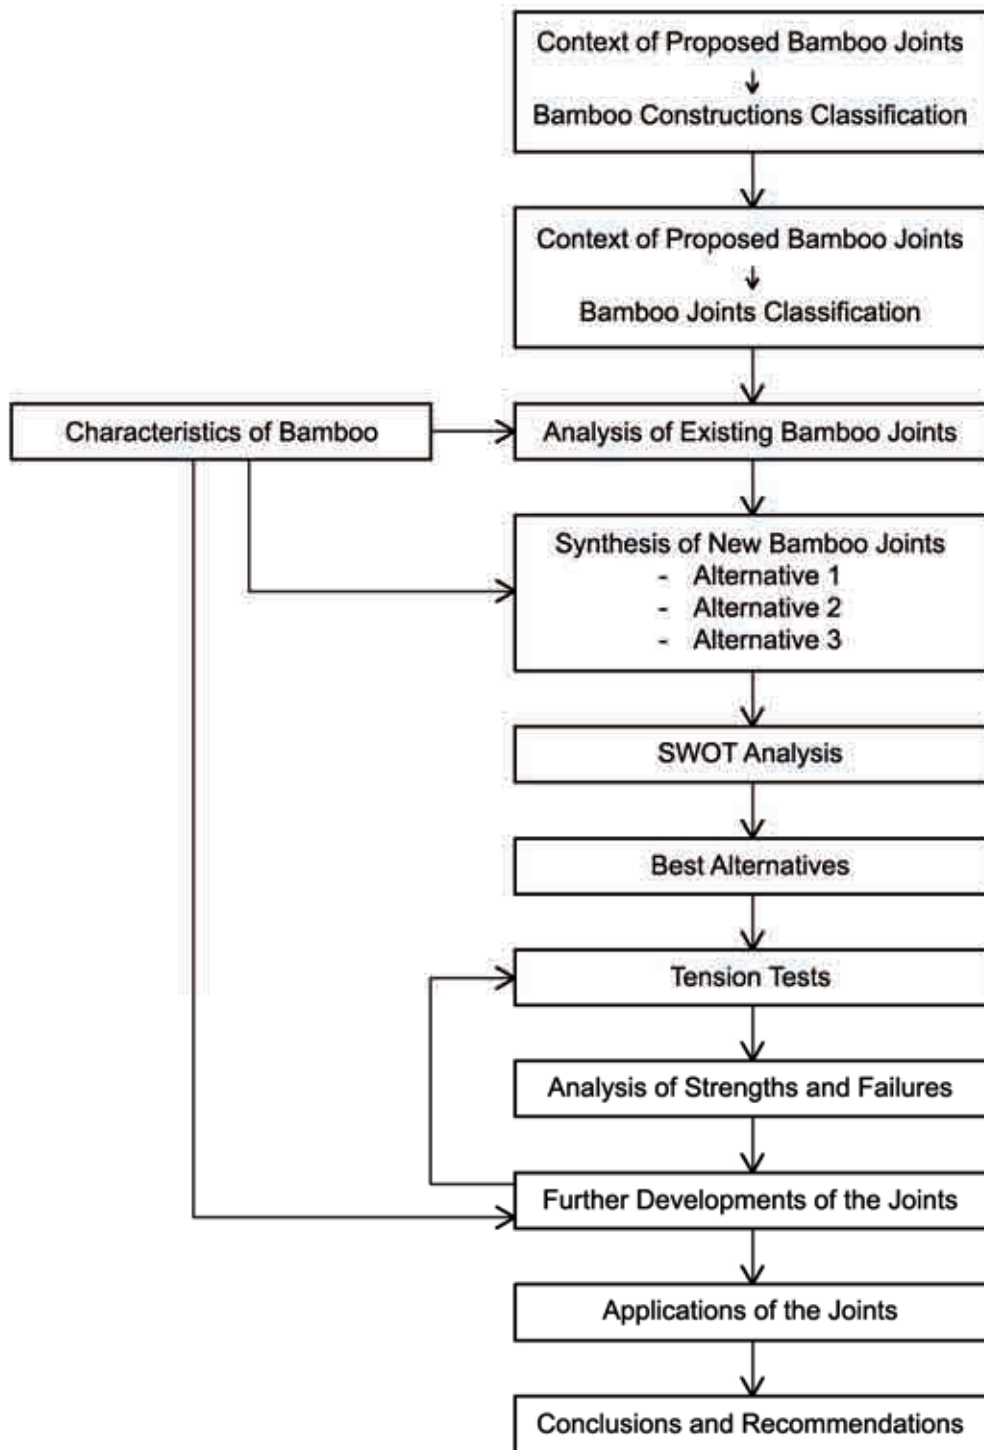 Context of Proposed Bamboo Joints
Bamboo Constructions Classification
Context of Proposed Bamboo Joints
Bamboo Joints Classification
Characteristics of Bamboo
Analysis of Existing Bamboo Joints
Synthesis of New Bamboo Joints
- Alternative 1
- Alternative 2
- Alternative 3
SWOT Analysis
Best Alternatives
Tension Tests
Analysis of Strengths and Failures
Further Developments of the Joints
Applications of the Joints
Conclusions and Recommendations